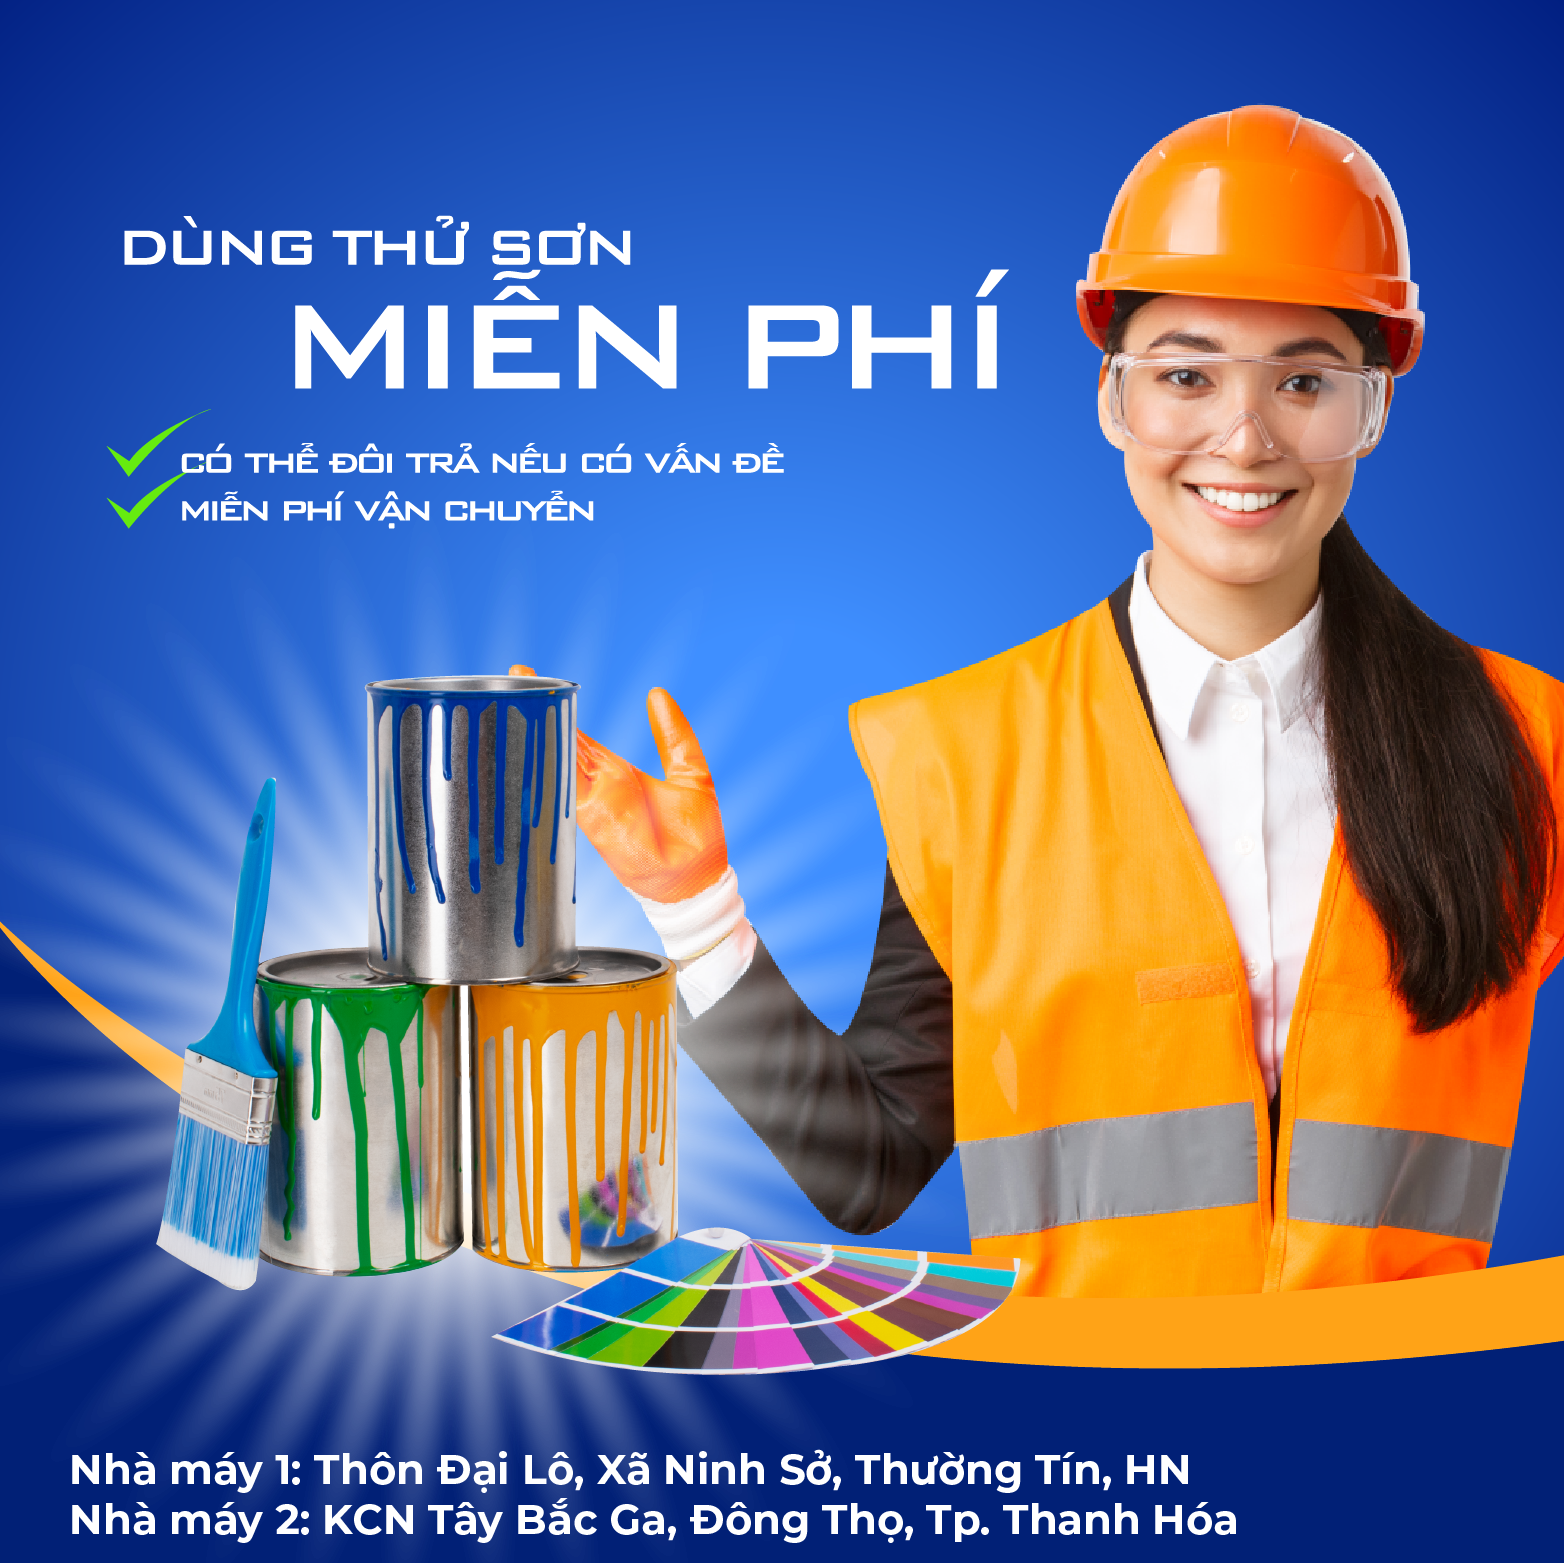 DÙNG THỬ SƠN
MIỄN PHÍ
CÓ THỂ ĐÔI TRẢ NẾU CÓ VẤN ĐỀ
MIỄN PHÍ VẬN CHUYỂN
Nhà máy 1: Thôn Đại Lô, Xã Ninh Sở, Thường Tín, HN
Nhà máy 2: KCN Tây Bắc Ga, Đông Thọ, Tp. Thanh Hóa